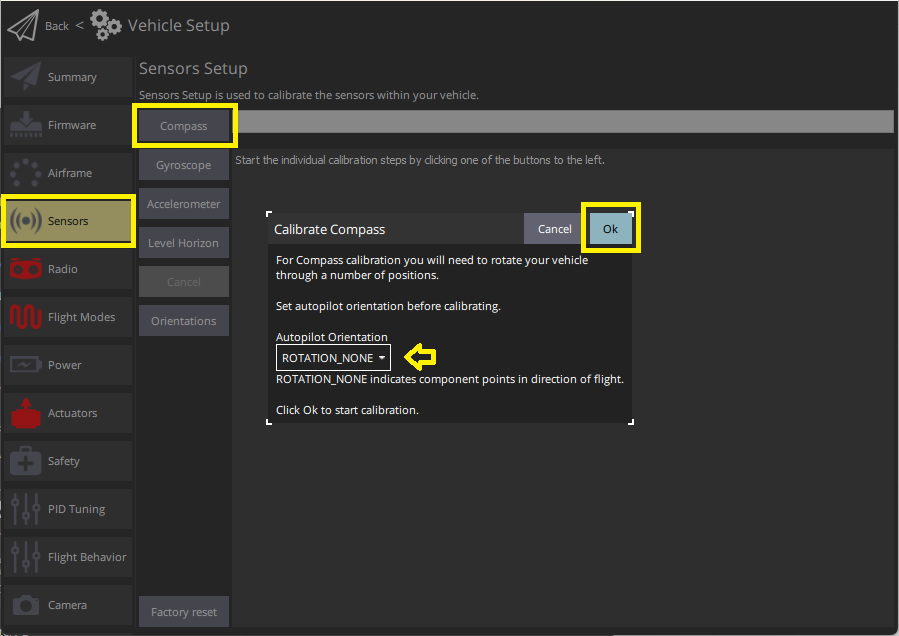 Back < Vehicle Setup
Summary
Firmware
Airframe
Sensors
Radio
Flight Modes
Power
Actuators
Safety
PID Tuning
Flight Behavior
Camera
Sensors Setup
Sensors Setup is used to calibrate the sensors within your vehicle.
Compass
Gyroscope
Accelerometer
Level Horizon
Cancel
Orientations
Factory reset
Start the individual calibration steps by clicking one of the buttons to the left.
Calibrate Compass
Cancel
Ok
For Compass calibration you will need to rotate your vehicle
through a number of positions.
Set autopilot orientation before calibrating.
Autopilot Orientation
ROTATION_NONE
ROTATION_NONE indicates component points in direction of flight.
Click Ok to start calibration.